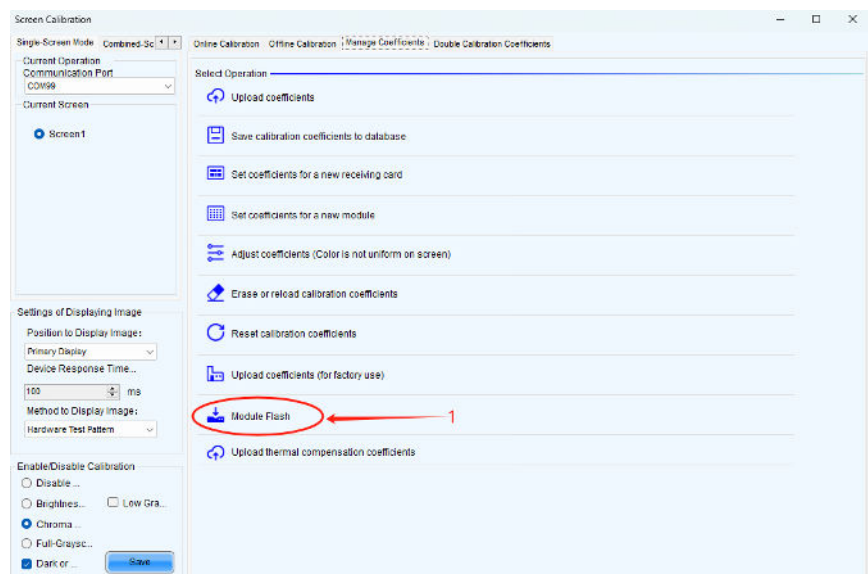 Screen Calibration
Single-Screen Mode Combined-Sc
Online Calibration Offline Calibration Manage Coefficients Double Calibration Coefficients
Current Operation
Communication Port
COM99
Current Screen
Screen1
Select Operation
Upload coefficients
Save calibration coefficients to database
Set coefficients for a new receiving card
Set coefficients for a new module
Adjust coefficients (Color is not uniform on screen)
Erase or reload calibration coefficients
Reset calibration coefficients
Upload coefficients (for factory use)
Module Flash
1
Upload thermal compensation coefficients
Settings of Displaying Image
Position to Display Image:
Primary Display
Device Response Time...
100 ms
Method to Display Image:
Hardware Test Pattern
Enable/Disable Calibration
Disable ...
Brightnes... Low Gra...
Chroma ...
Full-Graysc...
Dark or ... Save